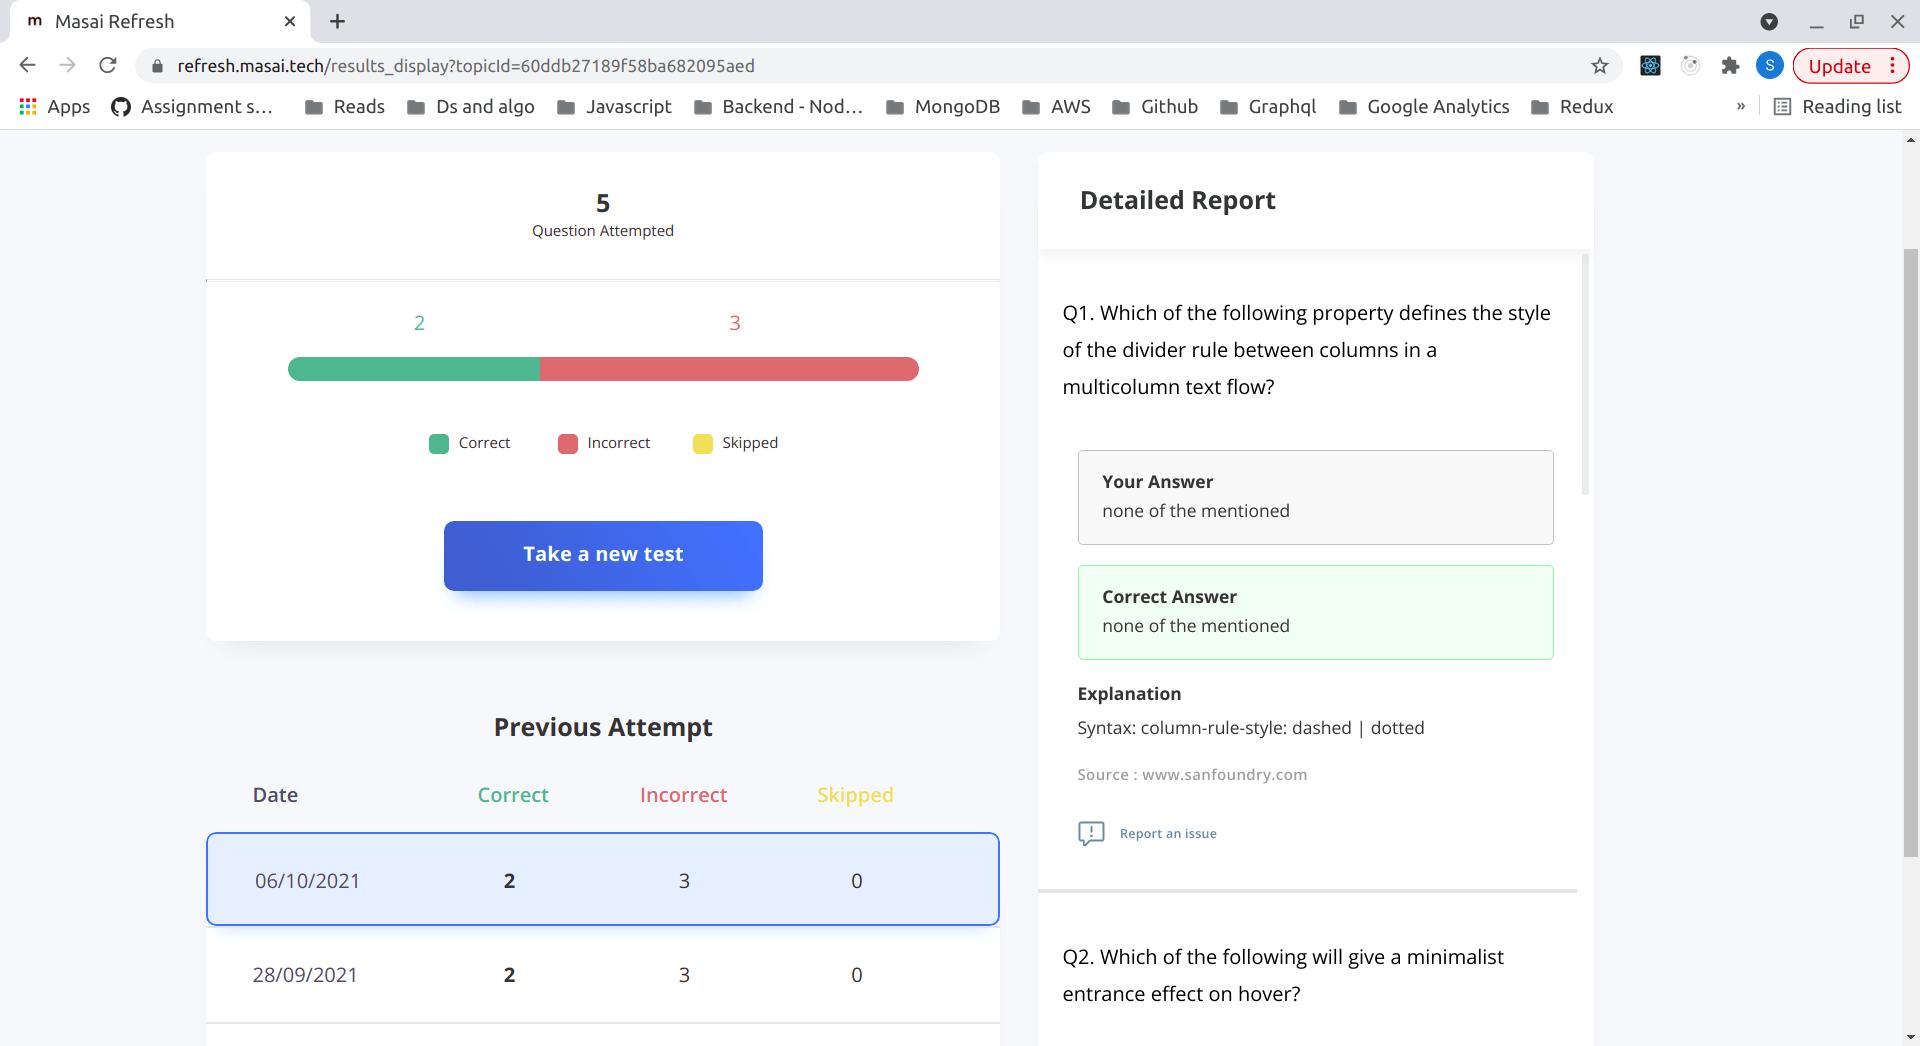 m Masai Refresh
refresh.masai.tech/results_display?topicId=60ddb27189f58ba682095aed
S
Update
Apps
Assignment s...
Reads
Ds and algo
Javascript
Backend - Nod...
MongoDB
AWS
Github
Graphql
Google Analytics
Redux
»
Reading list
5
Question Attempted
2 3
Correct Incorrect Skipped
Take a new test
Previous Attempt
Date Correct Incorrect Skipped
06/10/2021 2 3 0
28/09/2021 2 3 0
Detailed Report
Q1. Which of the following property defines the style
of the divider rule between columns in a
multicolumn text flow?
Your Answer
none of the mentioned
Correct Answer
none of the mentioned
Explanation
Syntax: column-rule-style: dashed | dotted
Source : www.sanfoundry.com
Report an issue
Q2. Which of the following will give a minimalist
entrance effect on hover?